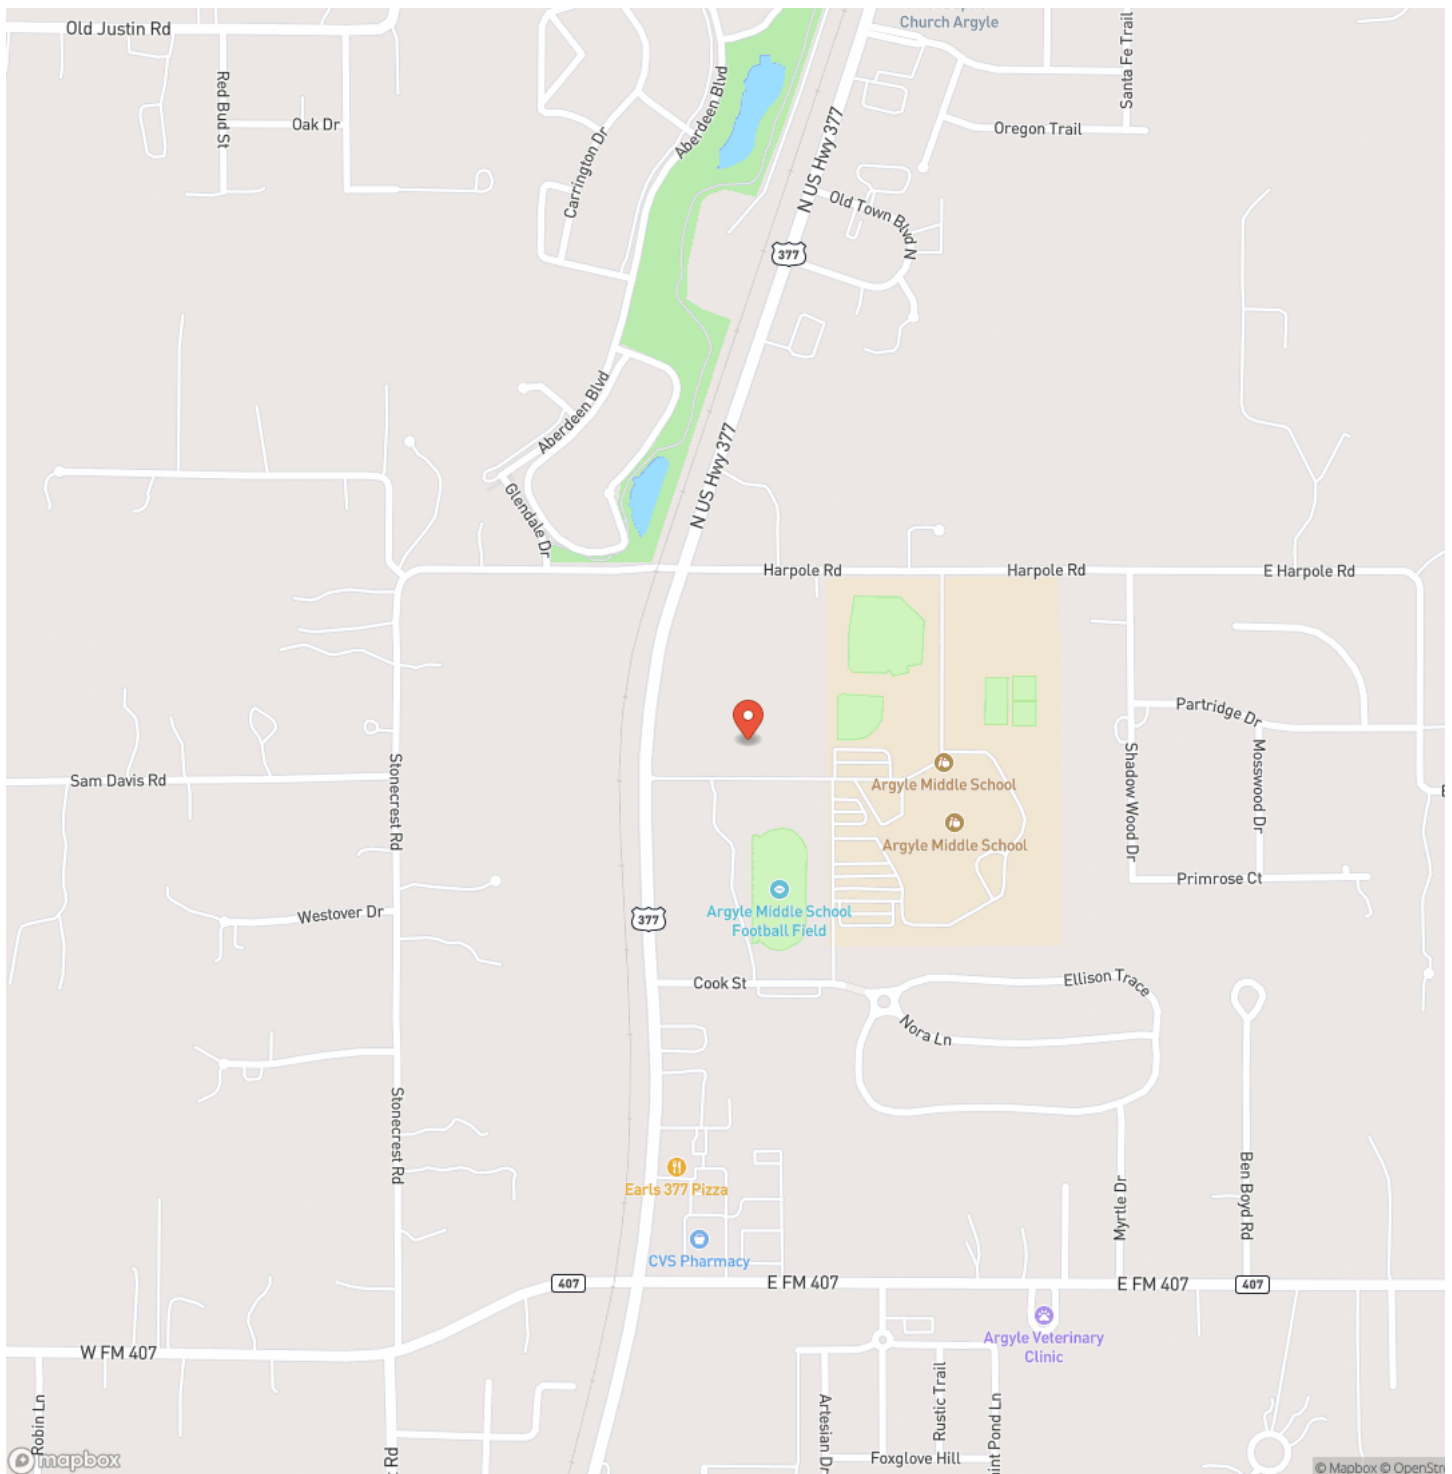 Old Justin Rd
Church Argyle
Santa Fe Trail
Red Bud St
Oak Dr
Aberdeen Blvd
Carrington Dr
Oregon Trail
N US Hwy 377
Old Town Blvd N
377
Aberdeen Blvd
N US Hwy 377
Glendale Dr
Harpole Rd
Harpole Rd
E Harpole Rd
Partridge Dr
Sam Davis Rd
Stonecrest Rd
Argyle Middle School
Shadow Wood Dr
Mosswood Dr
Argyle Middle School
Primrose Ct
Westover Dr
377
Argyle Middle School
Football Field
Cook St
Ellison Trace
Nora Ln
Stonecrest Rd
Earls 377 Pizza
Myrtle Dr
Ben Boyd Rd
CVS Pharmacy
407
E FM 407
E FM 407
407
W FM 407
Argyle Veterinary
Clinic
Robin Ln
Artesian Dr
Rustic Trail
Pond Ln
Foxglove Hill
Rd
mapbox
© Mapbox © OpenStre